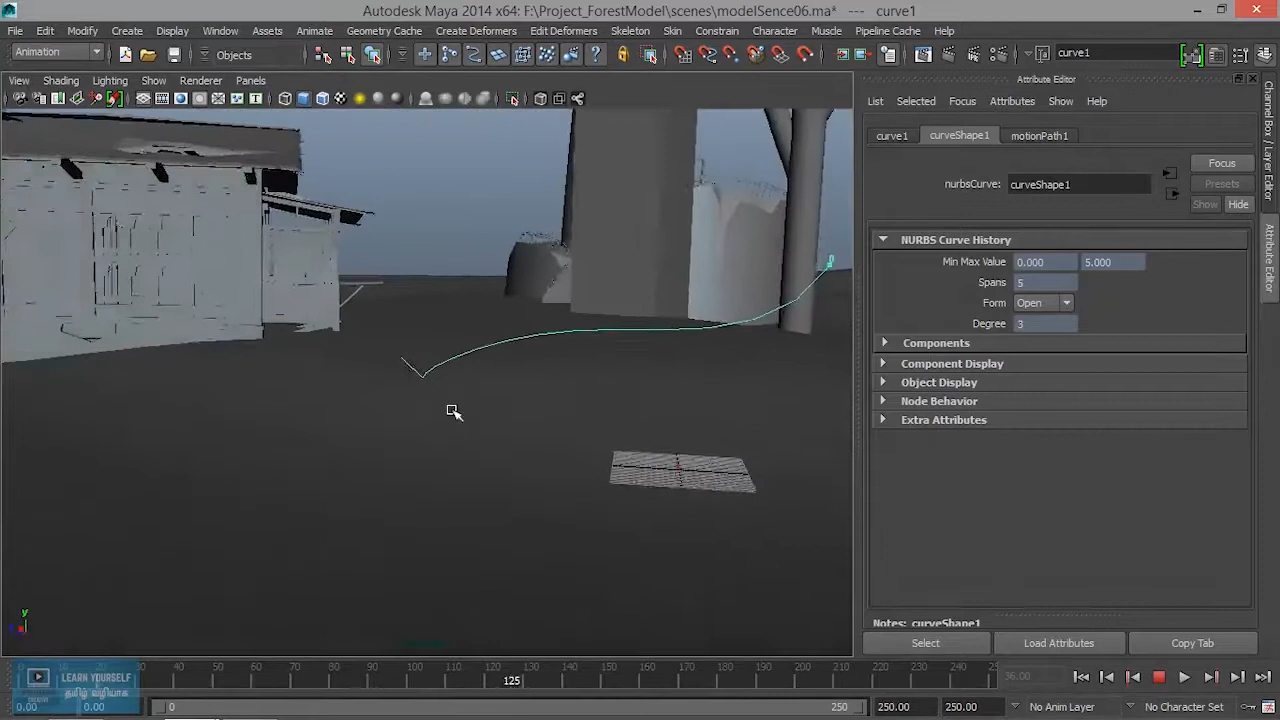 Autodesk Maya 2014 x64: F:\Project_ForestModel\scenes\modelSence06.ma* --- curve1
File Edit Modify Create Display Window Assets Animate Geometry Cache Create Deformers Edit Deformers Skeleton Skin Constrain Character Muscle Pipeline Cache Help
Animation Objects curve1
View Shading Lighting Show Renderer Panels
Attribute Editor
List Selected Focus Attributes Show Help
curve1 curveShape1 motionPath1
Focus
nurbsCurve: curveShape1
Presets
Show Hide
NURBS Curve History
Min Max Value 0.000 5.000
Spans 5
Form Open
Degree 3
Components
Component Display
Object Display
Node Behavior
Extra Attributes
Notes: curveShape1
Select Load Attributes Copy Tab
Channel Box / Layer Editor
Attribute Editor
y
30 40 50 60 70 80 90 100 110 120 130 140 150 160 170 180 190 200 210 220 230 240
125
36.00
LEARN YOURSELF
தமிழ் வழியாக
0.00 0.00 0 250 250.00 250.00 No Anim Layer No Character Set